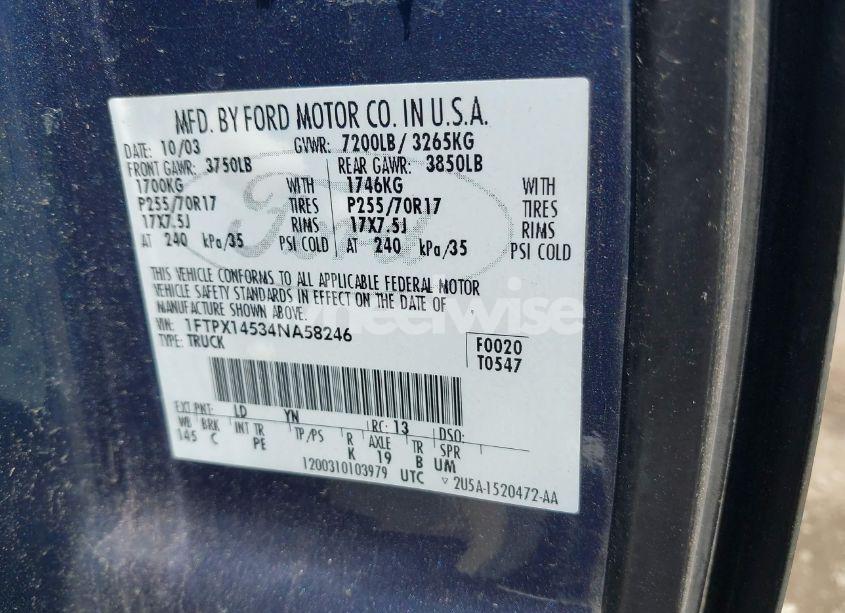 MFD. BY FORD MOTOR CO. IN U.S.A.
DATE: 10/03 GVWR: 7200LB / 3265KG
FRONT GAWR: 3750LB REAR GAWR: 3850LB
1700KG WITH 1746KG WITH
P255/70R17 TIRES P255/70R17 TIRES
17X7.5J RIMS 17X7.5J RIMS
AT 240 kPa/35 PSI COLD AT 240 kPa/35 PSI COLD
THIS VEHICLE CONFORMS TO ALL APPLICABLE FEDERAL MOTOR
VEHICLE SAFETY STANDARDS IN EFFECT ON THE DATE OF
MANUFACTURE SHOWN ABOVE.
VIN: 1FTPX14534NA58246
TYPE: TRUCK
F0020
T0547
EXT PNT: LD YN RC: 13 DSO:
WB BRK INT TR TP/PS R AXLE TR SPR
145 C PE K 19 B UM
1200310103979 UTC ▽ 2U5A-1520472-AA
Ford
wheelwise